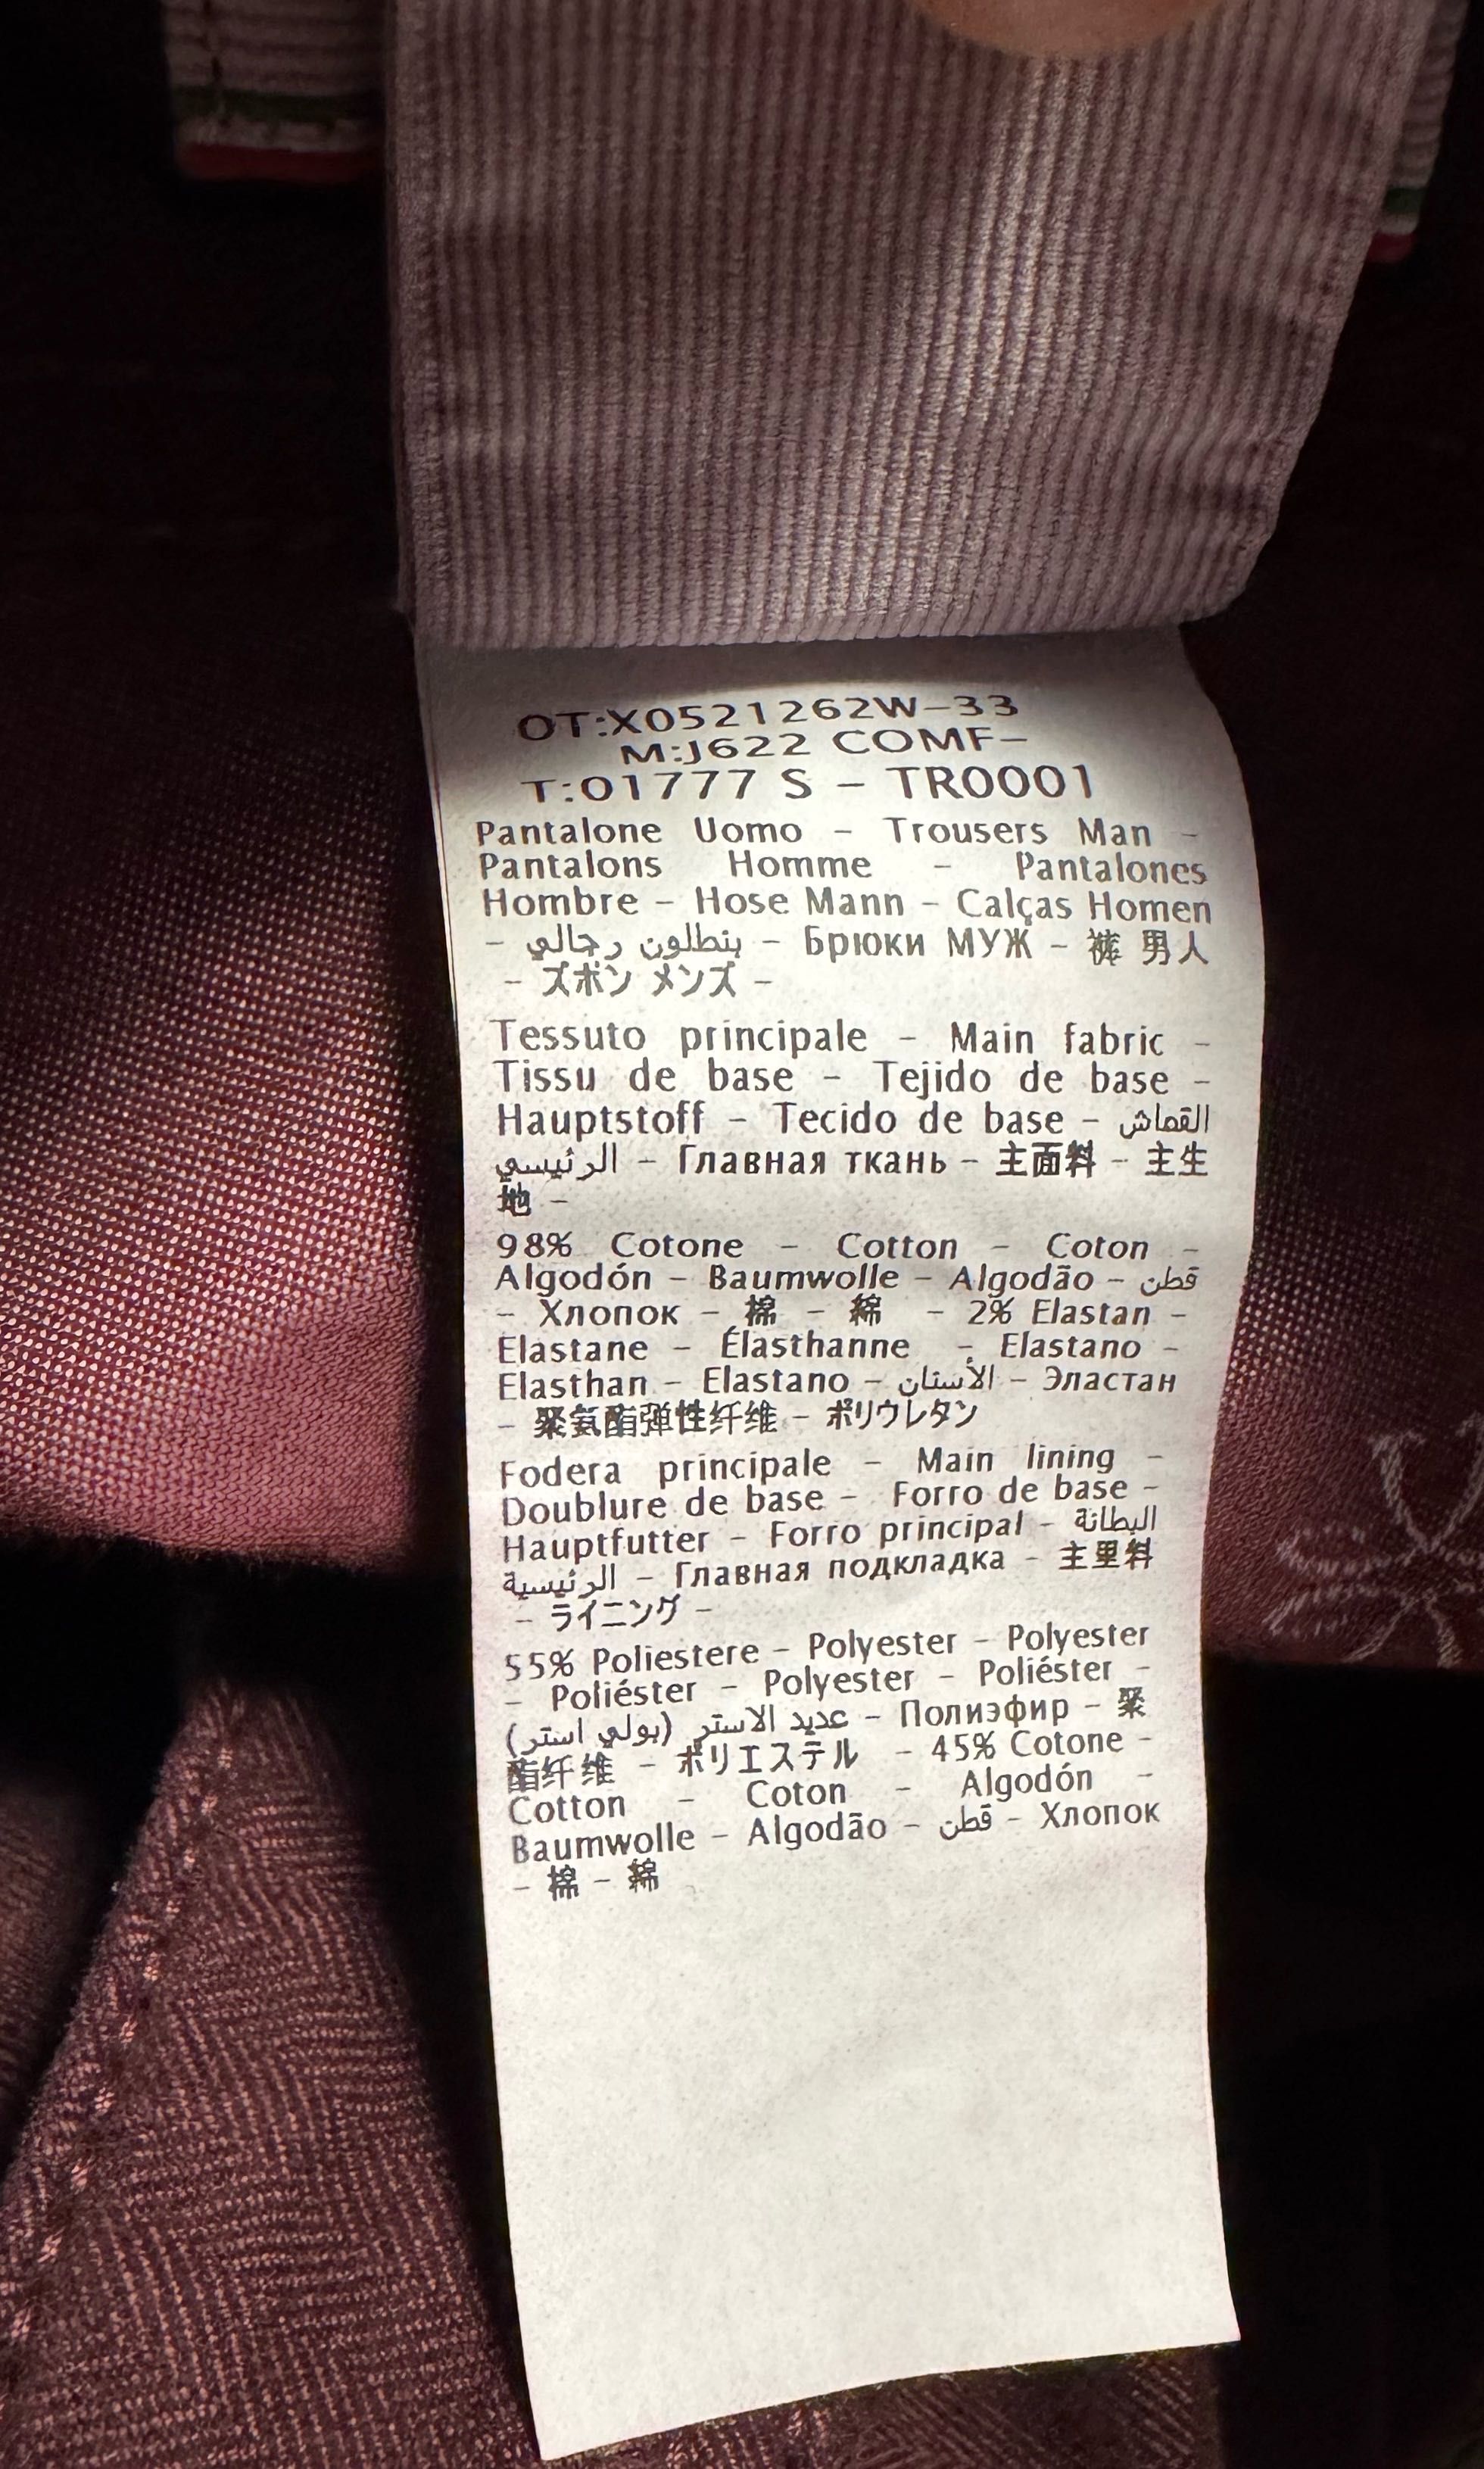 OT:X0521262W-33
M:J622 COMF-
T:01777 S - TR0001
Pantalone Uomo - Trousers Man -
Pantalons Homme - Pantalones
Hombre - Hose Mann - Calças Homen
- بنطلون رجالي - Брюки МУЖ - 裤 男人
- ズボン メンズ -
Tessuto principale - Main fabric -
Tissu de base - Tejido de base -
Hauptstoff - Tecido de base - القماش
الرئيسي - Главная ткань - 主面料 - 主生
地 -
98% Cotone - Cotton - Coton -
Algodón - Baumwolle - Algodão - قطن
- Хлопок - 棉 - 綿 - 2% Elastan -
Elastane - Élasthanne - Elastano -
Elasthan - Elastano - الأستان - Эластан
- 聚氨酯弹性纤维 - ポリウレタン
Fodera principale - Main lining -
Doublure de base - Forro de base -
Hauptfutter - Forro principal - البطانة
الرئيسية - Главная подкладка - 主里料
- ライニング -
55% Poliestere - Polyester - Polyester
- Poliéster - Polyester - Poliéster -
عديد الاستر (بولي استر) - Полиэфир - 聚
酯纤维 - ポリエステル - 45% Cotone -
Cotton - Coton - Algodón -
Baumwolle - Algodão - قطن - Хлопок
- 棉 - 綿